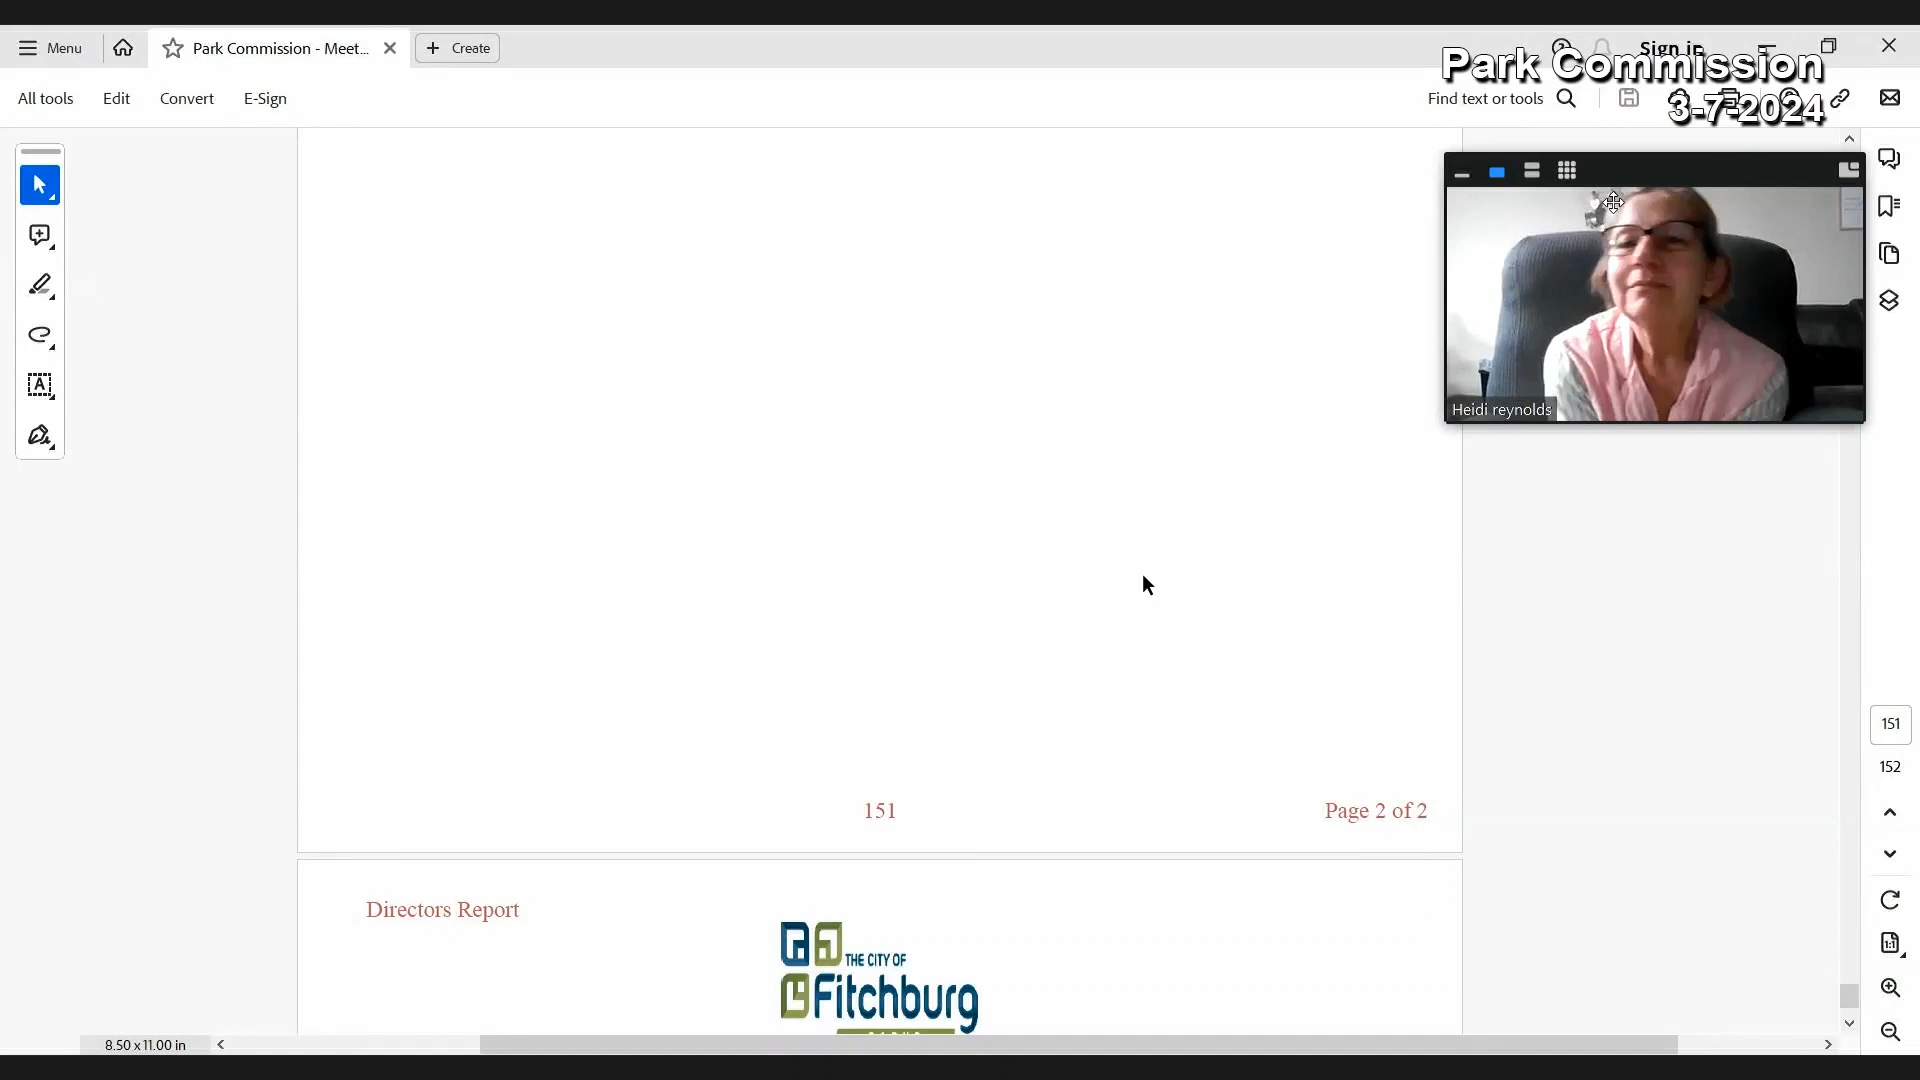 Menu
Park Commission - Meet...
Create
Sign in
Park Commission
3-7-2024
All tools
Edit
Convert
E-Sign
Find text or tools
Heidi reynolds
151
152
151
Page 2 of 2
Directors Report
THE CITY OF
Fitchburg
8.50 x 11.00 in